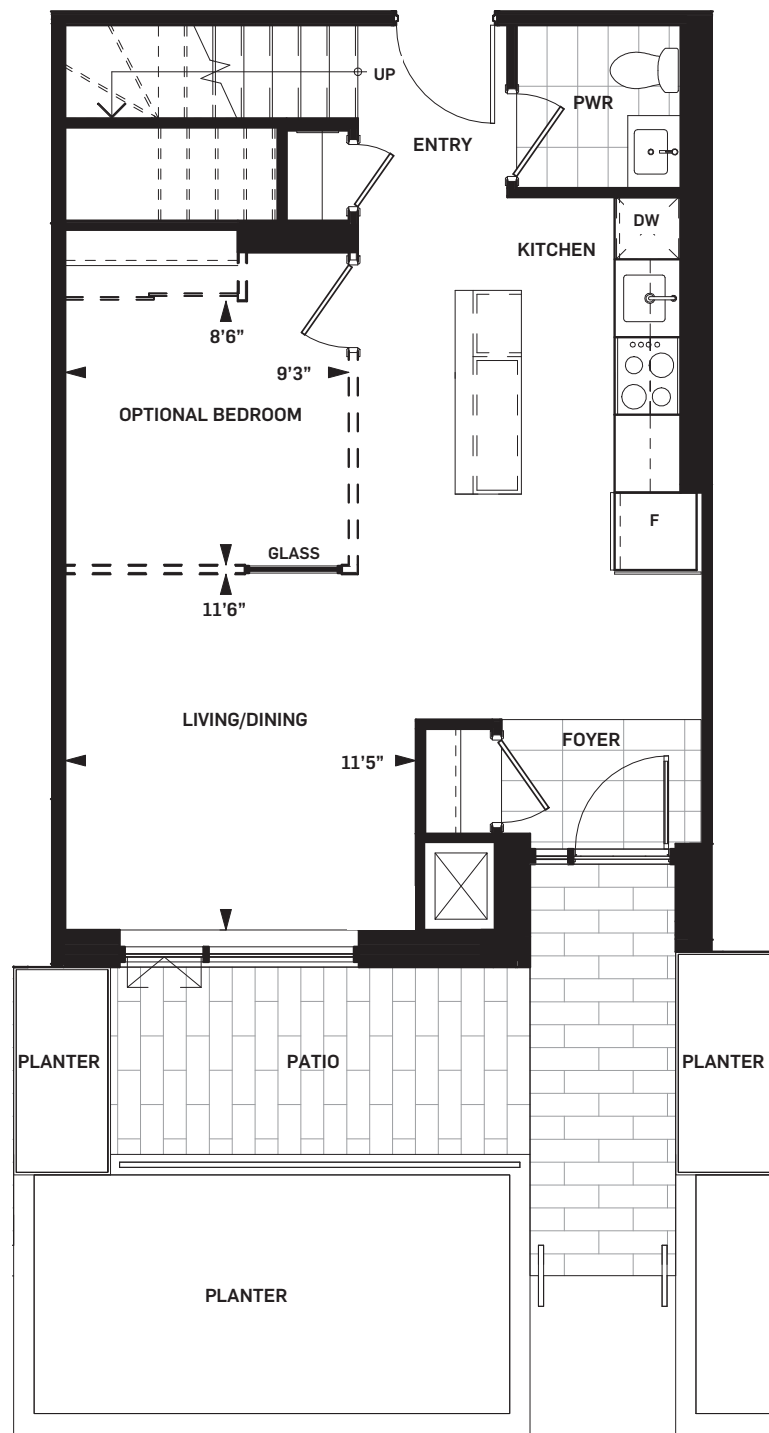 UP
PWR
ENTRY
DW
KITCHEN
8’6”
9’3”
OPTIONAL BEDROOM
F
GLASS
11’6”
LIVING/DINING
FOYER
11’5”
PLANTER
PATIO
PLANTER
PLANTER